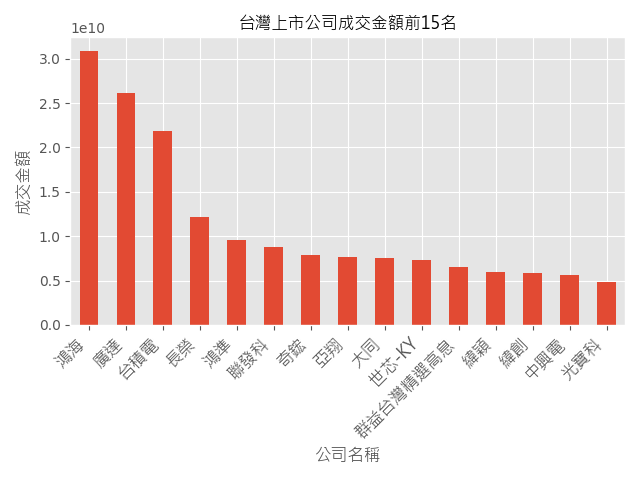 台灣上市公司成交金額前15名
1e10
3.0
2.5
2.0
1.5
1.0
0.5
0.0
成交金額
鴻海
廣達
台積電
長榮
鴻準
聯發科
奇鋐
亞翔
大同
世芯-KY
群益台灣精選高息
緯穎
緯創
中興電
光寶科
公司名稱